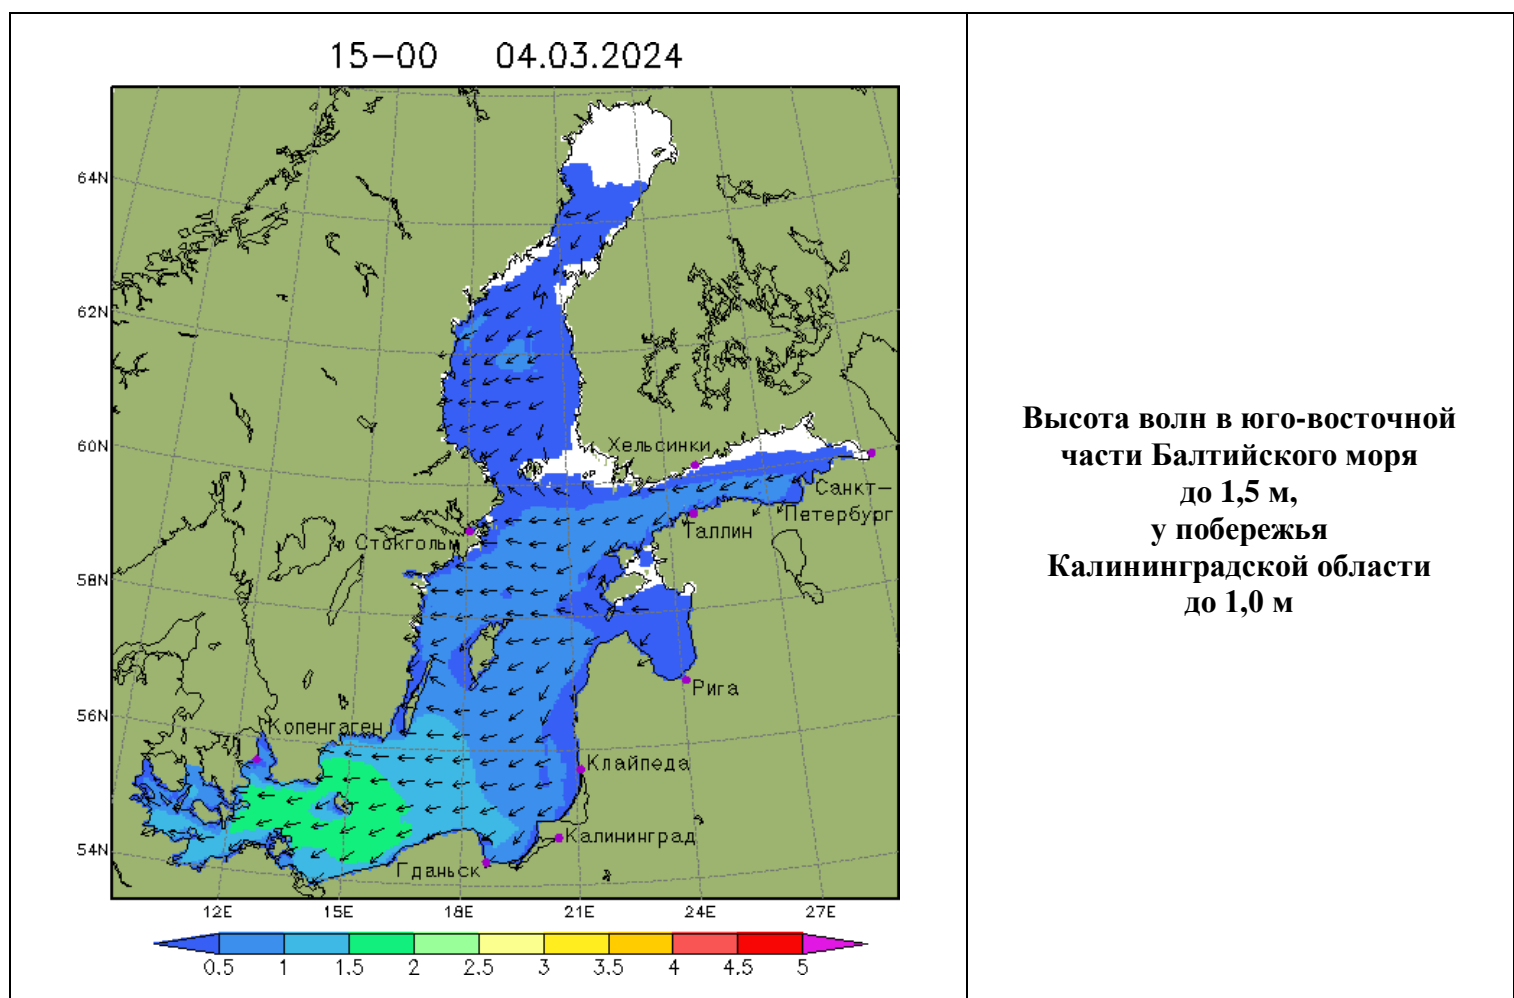 15-00 04.03.2024
64N
62N
60N
58N
56N
54N
Хельсинки
Санкт-
Петербург
Таллин
Стокгольм
Рига
Копенгаген
Клайпеда
Калининград
Гданьск
12E 15E 18E 21E 24E 27E
0.5 1 1.5 2 2.5 3 3.5 4 4.5 5
Высота волн в юго-восточной
части Балтийского моря
до 1,5 м,
у побережья
Калининградской области
до 1,0 м